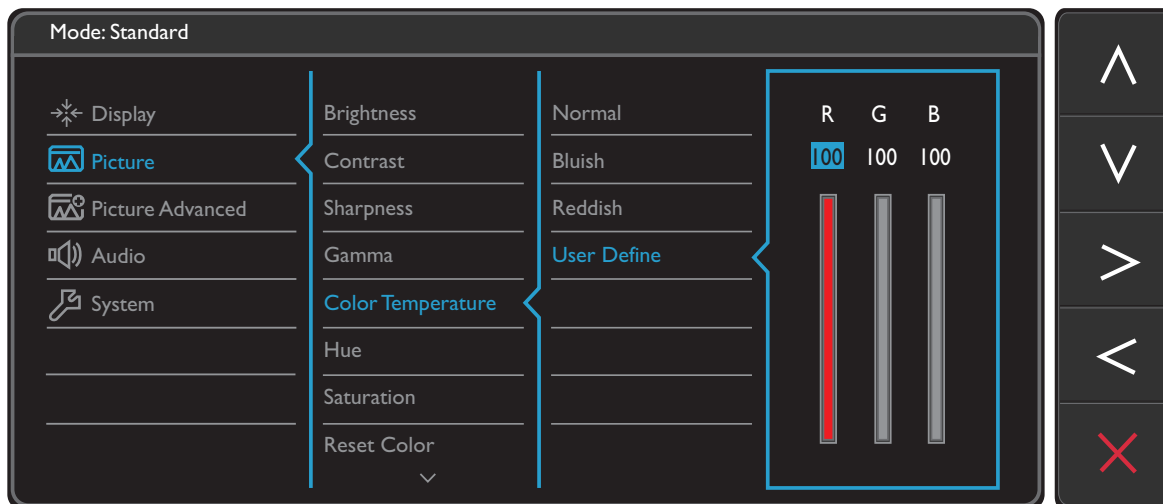 Mode: Standard
Display
Picture
Picture Advanced
Audio
System
Brightness
Contrast
Sharpness
Gamma
Color Temperature
Hue
Saturation
Reset Color
Normal
Bluish
Reddish
User Define
R G B
100 100 100